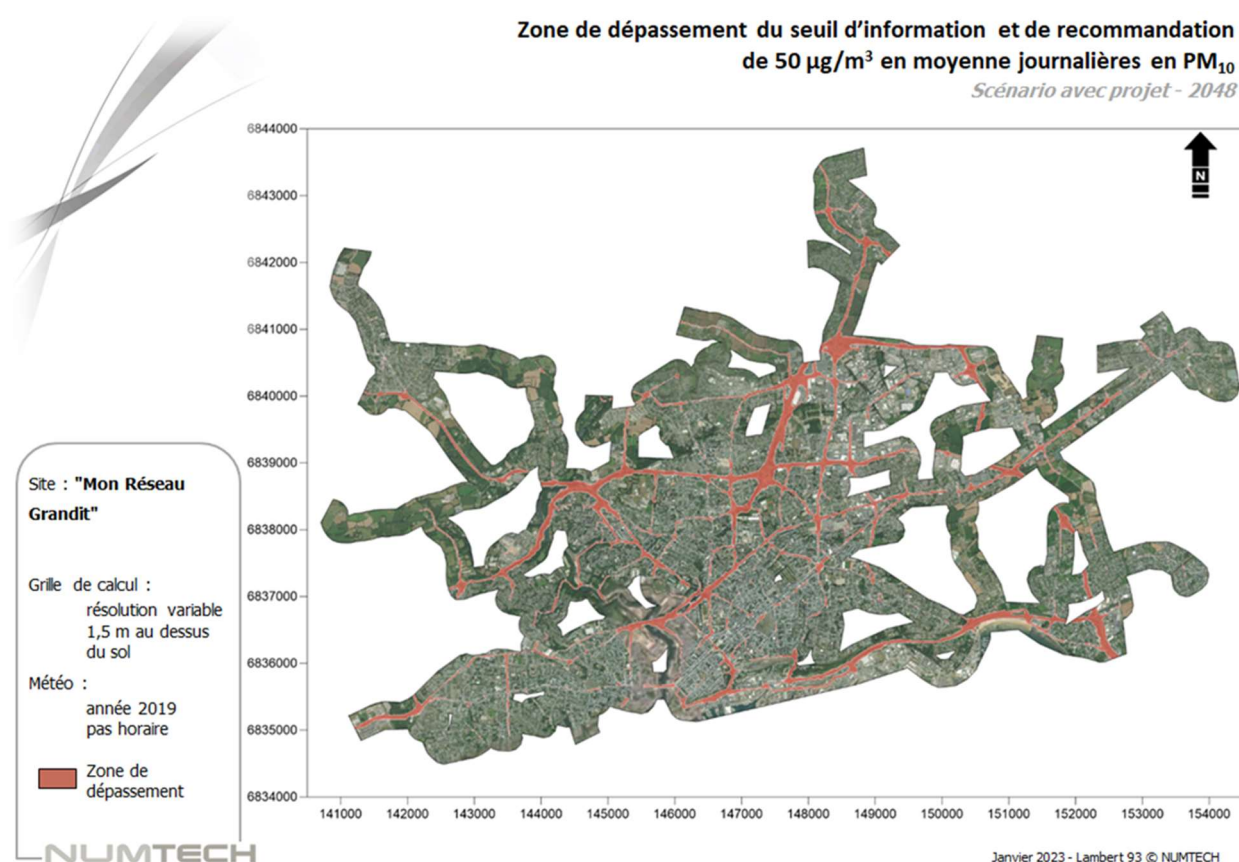 Zone de dépassement du seuil d'information et de recommandation
de 50 µg/m³ en moyenne journalières en PM₁₀
Scénario avec projet - 2048
6844000
6843000
6842000
6841000
6840000
6839000
6838000
6837000
6836000
6835000
6834000
N
141000 142000 143000 144000 145000 146000 147000 148000 149000 150000 151000 152000 153000 154000
Site : "Mon Réseau
Grandit"
Grille de calcul :
résolution variable
1,5 m au dessus
du sol
Météo :
année 2019
pas horaire
Zone de
dépassement
NUMTECH
Janvier 2023 - Lambert 93 © NUMTECH